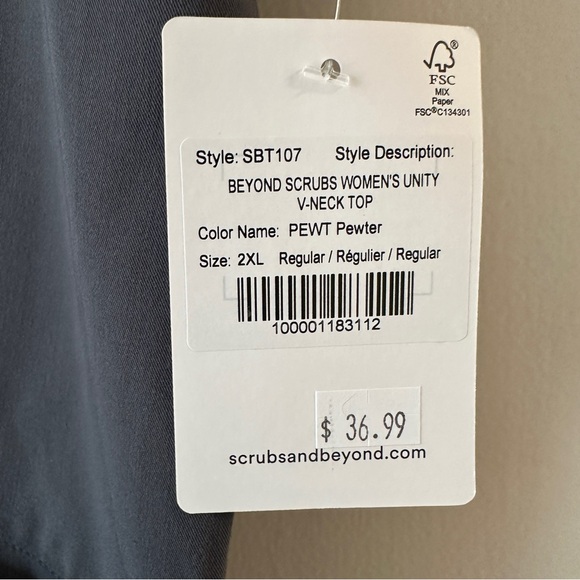 FSC®
MIX
Paper
FSC®C134301
Style: SBT107 Style Description:
BEYOND SCRUBS WOMEN'S UNITY
V-NECK TOP
Color Name: PEWT Pewter
Size: 2XL Regular / Régulier / Regular
100001183112
$ 36.99
scrubsandbeyond.com